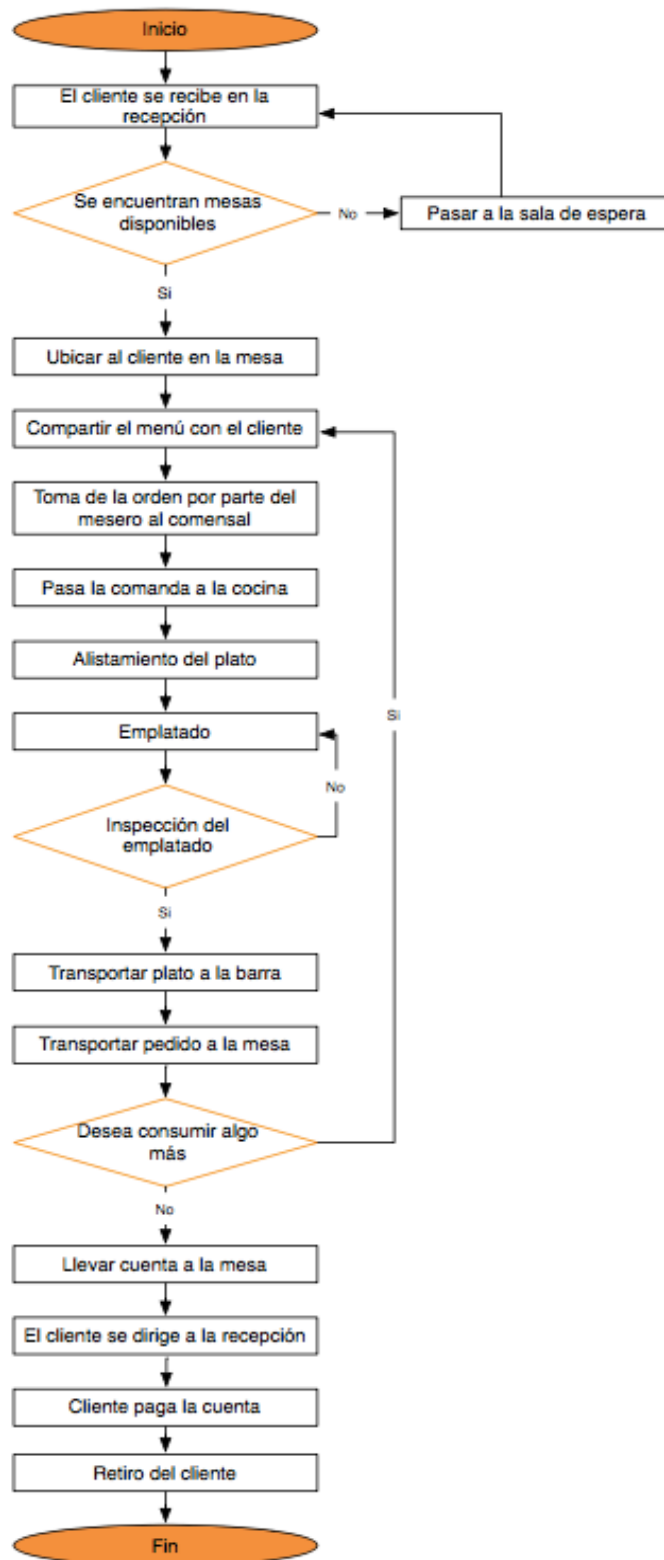 Inicio
El cliente se recibe en la
recepción
Se encuentran mesas
disponibles
No
Pasar a la sala de espera
Si
Ubicar al cliente en la mesa
Compartir el menú con el cliente
Toma de la orden por parte del
mesero al comensal
Pasa la comanda a la cocina
Alistamiento del plato
Si
Emplatado
No
Inspección del
emplatado
Si
Transportar plato a la barra
Transportar pedido a la mesa
Desea consumir algo
más
No
Llevar cuenta a la mesa
El cliente se dirige a la recepción
Cliente paga la cuenta
Retiro del cliente
Fin